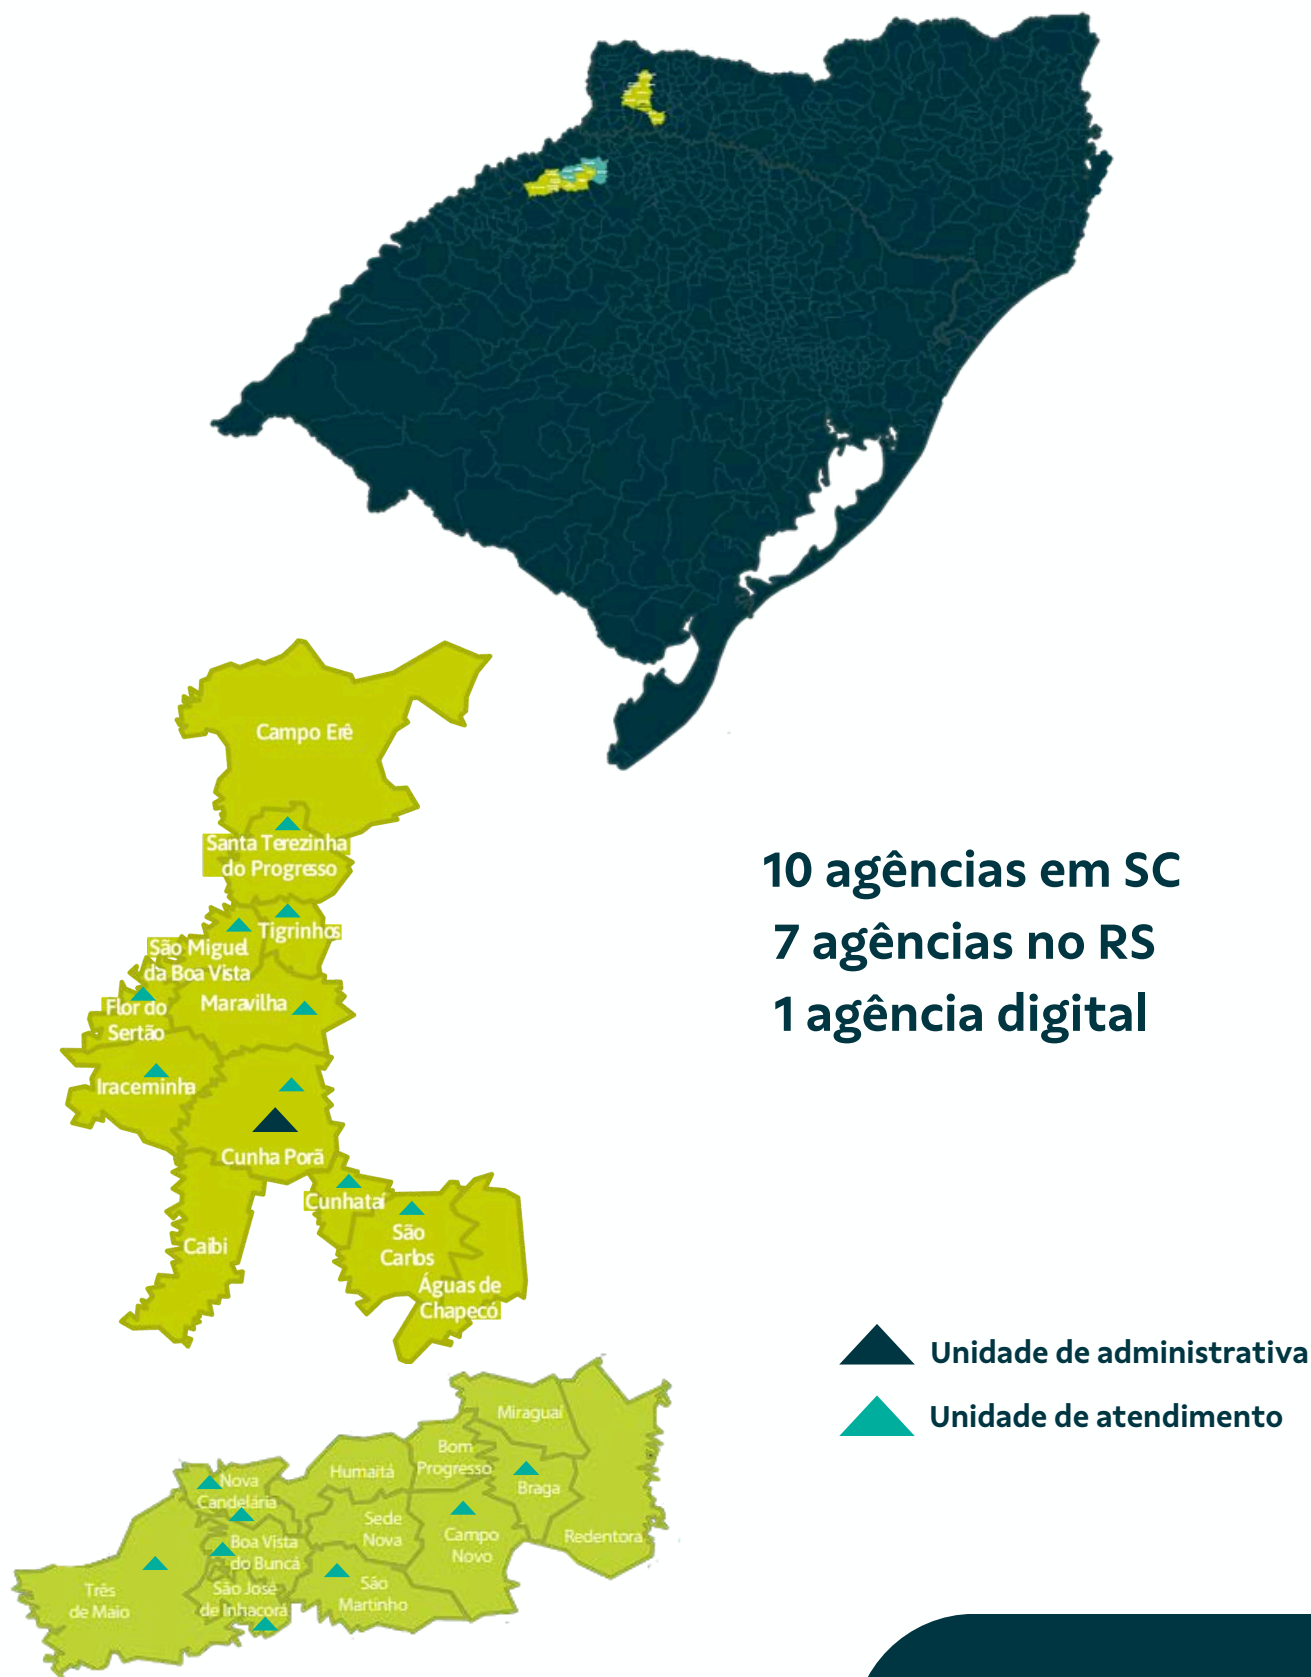 Campo Erê
Santa Terezinha
do Progresso
Tigrinhos
São Miguel
da Boa Vista
Maravilha
Flor do
Sertão
Iraceminha
Cunha Porã
Cunhataí
São
Carlos
Caibi
Águas de
Chapecó
10 agências em SC
7 agências no RS
1 agência digital
Unidade de administrativa
Unidade de atendimento
Miraguaí
Bom
Progresso
Humaitá
Nova
Candelária
Braga
Sede
Nova
Campo
Novo
Redentora
Boa Vista
do Buncá
São José
de Inhacorá
São
Martinho
Três
de Maio